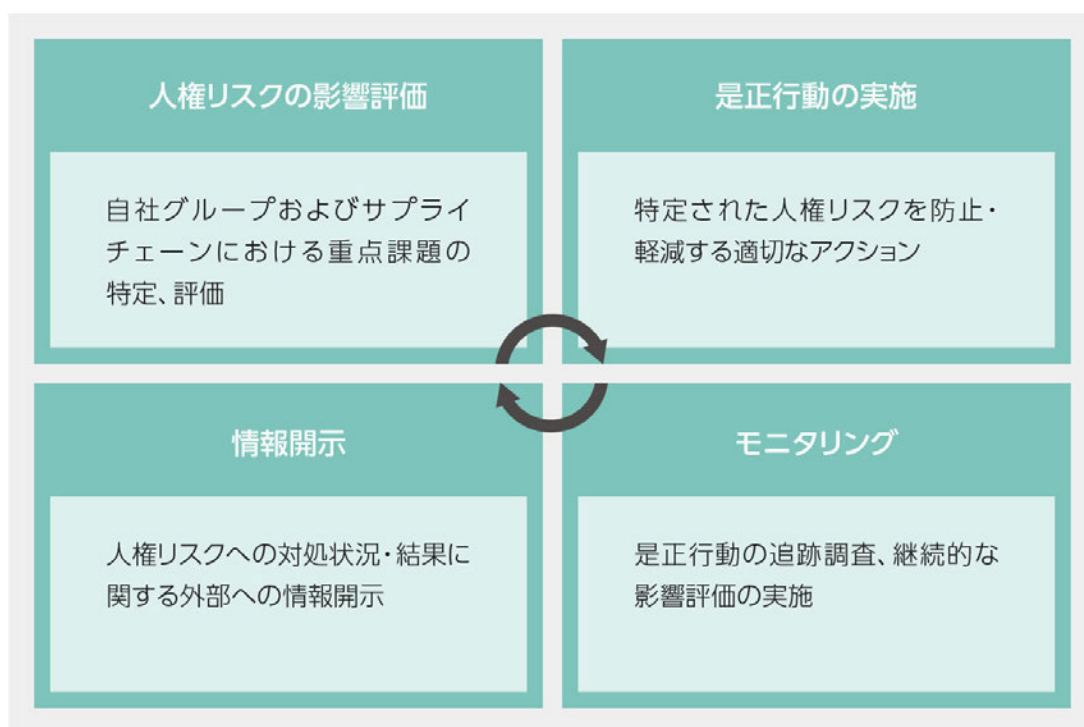 人権リスクの影響評価
自社グループおよびサプライ
チェーンにおける重点課題の
特定、評価
是正行動の実施
特定された人権リスクを防止・
軽減する適切なアクション
情報開示
人権リスクへの対処状況・結果に
関する外部への情報開示
モニタリング
是正行動の追跡調査、継続的な
影響評価の実施